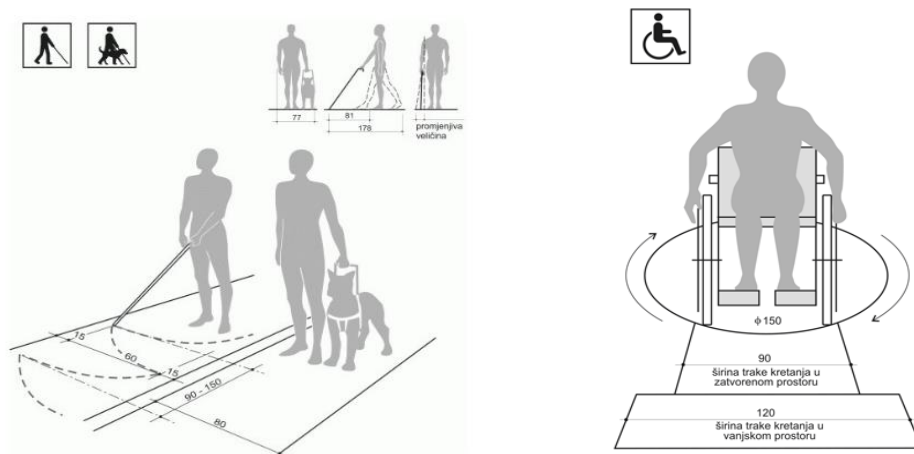 77
81
178
promjenjiva
veličina
15
60
15
90 - 150
80
ϕ 150
90
širina trake kretanja u
zatvorenom prostoru
120
širina trake kretanja u
vanjskom prostoru